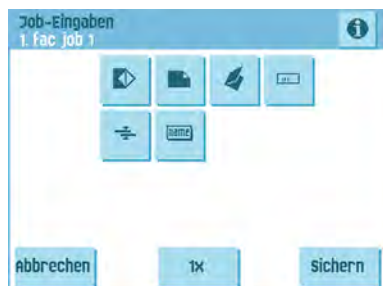 Job-Eingaben
1. Fac job 1
name
Abbrechen
1x
Sichern